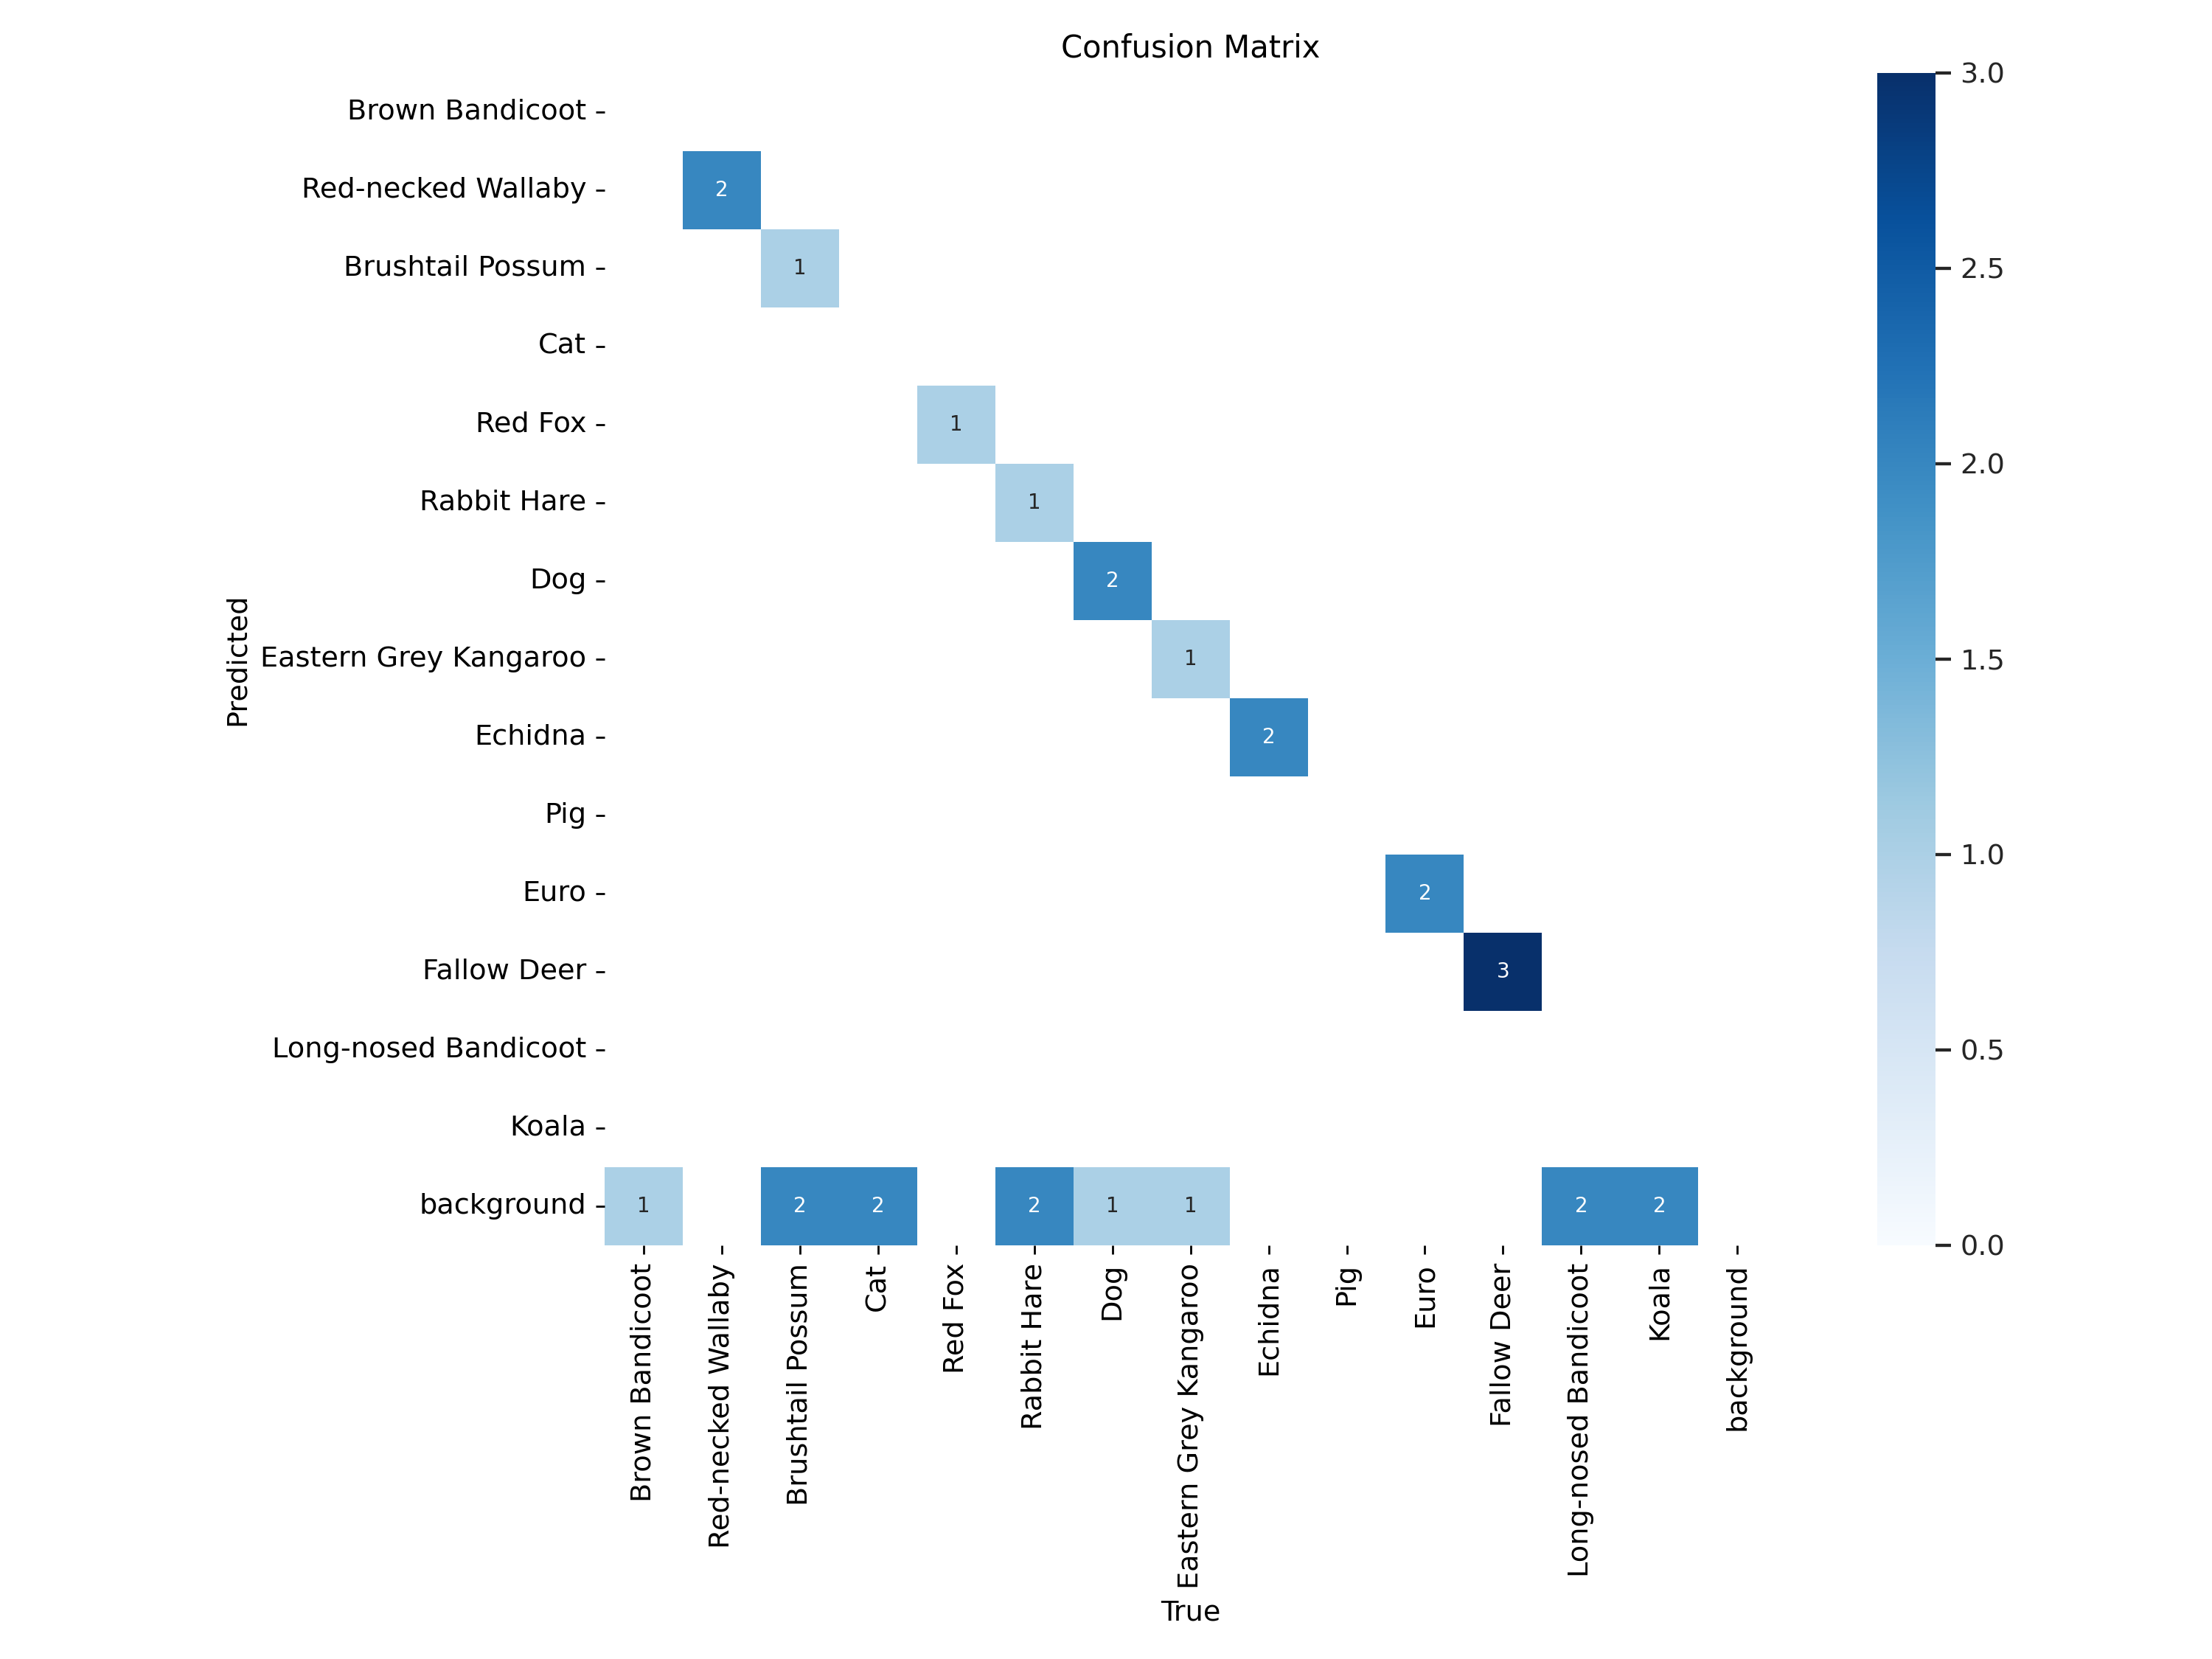 Confusion Matrix
Predicted
Brown Bandicoot
Red-necked Wallaby
2
Brushtail Possum
1
Cat
Red Fox
1
Rabbit Hare
1
Dog
2
Eastern Grey Kangaroo
1
Echidna
2
Pig
Euro
2
Fallow Deer
3
Long-nosed Bandicoot
Koala
background
1 2 2 2 1 1 2 2
Brown Bandicoot
Red-necked Wallaby
Brushtail Possum
Cat
Red Fox
Rabbit Hare
Dog
Eastern Grey Kangaroo
Echidna
Pig
Euro
Fallow Deer
Long-nosed Bandicoot
Koala
background
True
3.0
2.5
2.0
1.5
1.0
0.5
0.0